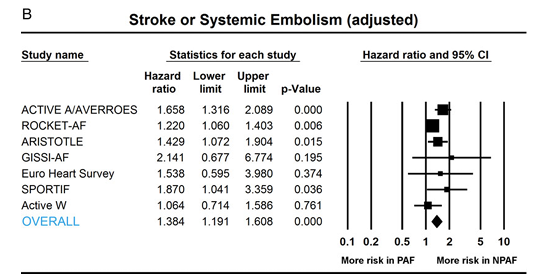 B
Stroke or Systemic Embolism (adjusted)
Study name Statistics for each study Hazard ratio and 95% CI
Hazard ratio Lower limit Upper limit p-Value
ACTIVE A/AVERROES 1.658 1.316 2.089 0.000
ROCKET-AF 1.220 1.060 1.403 0.006
ARISTOTLE 1.429 1.072 1.904 0.015
GISSI-AF 2.141 0.677 6.774 0.195
Euro Heart Survey 1.538 0.595 3.980 0.374
SPORTIF 1.870 1.041 3.359 0.036
Active W 1.064 0.714 1.586 0.761
OVERALL 1.384 1.191 1.608 0.000
0.1 0.2 0.5 1 2 5 10
More risk in PAF More risk in NPAF